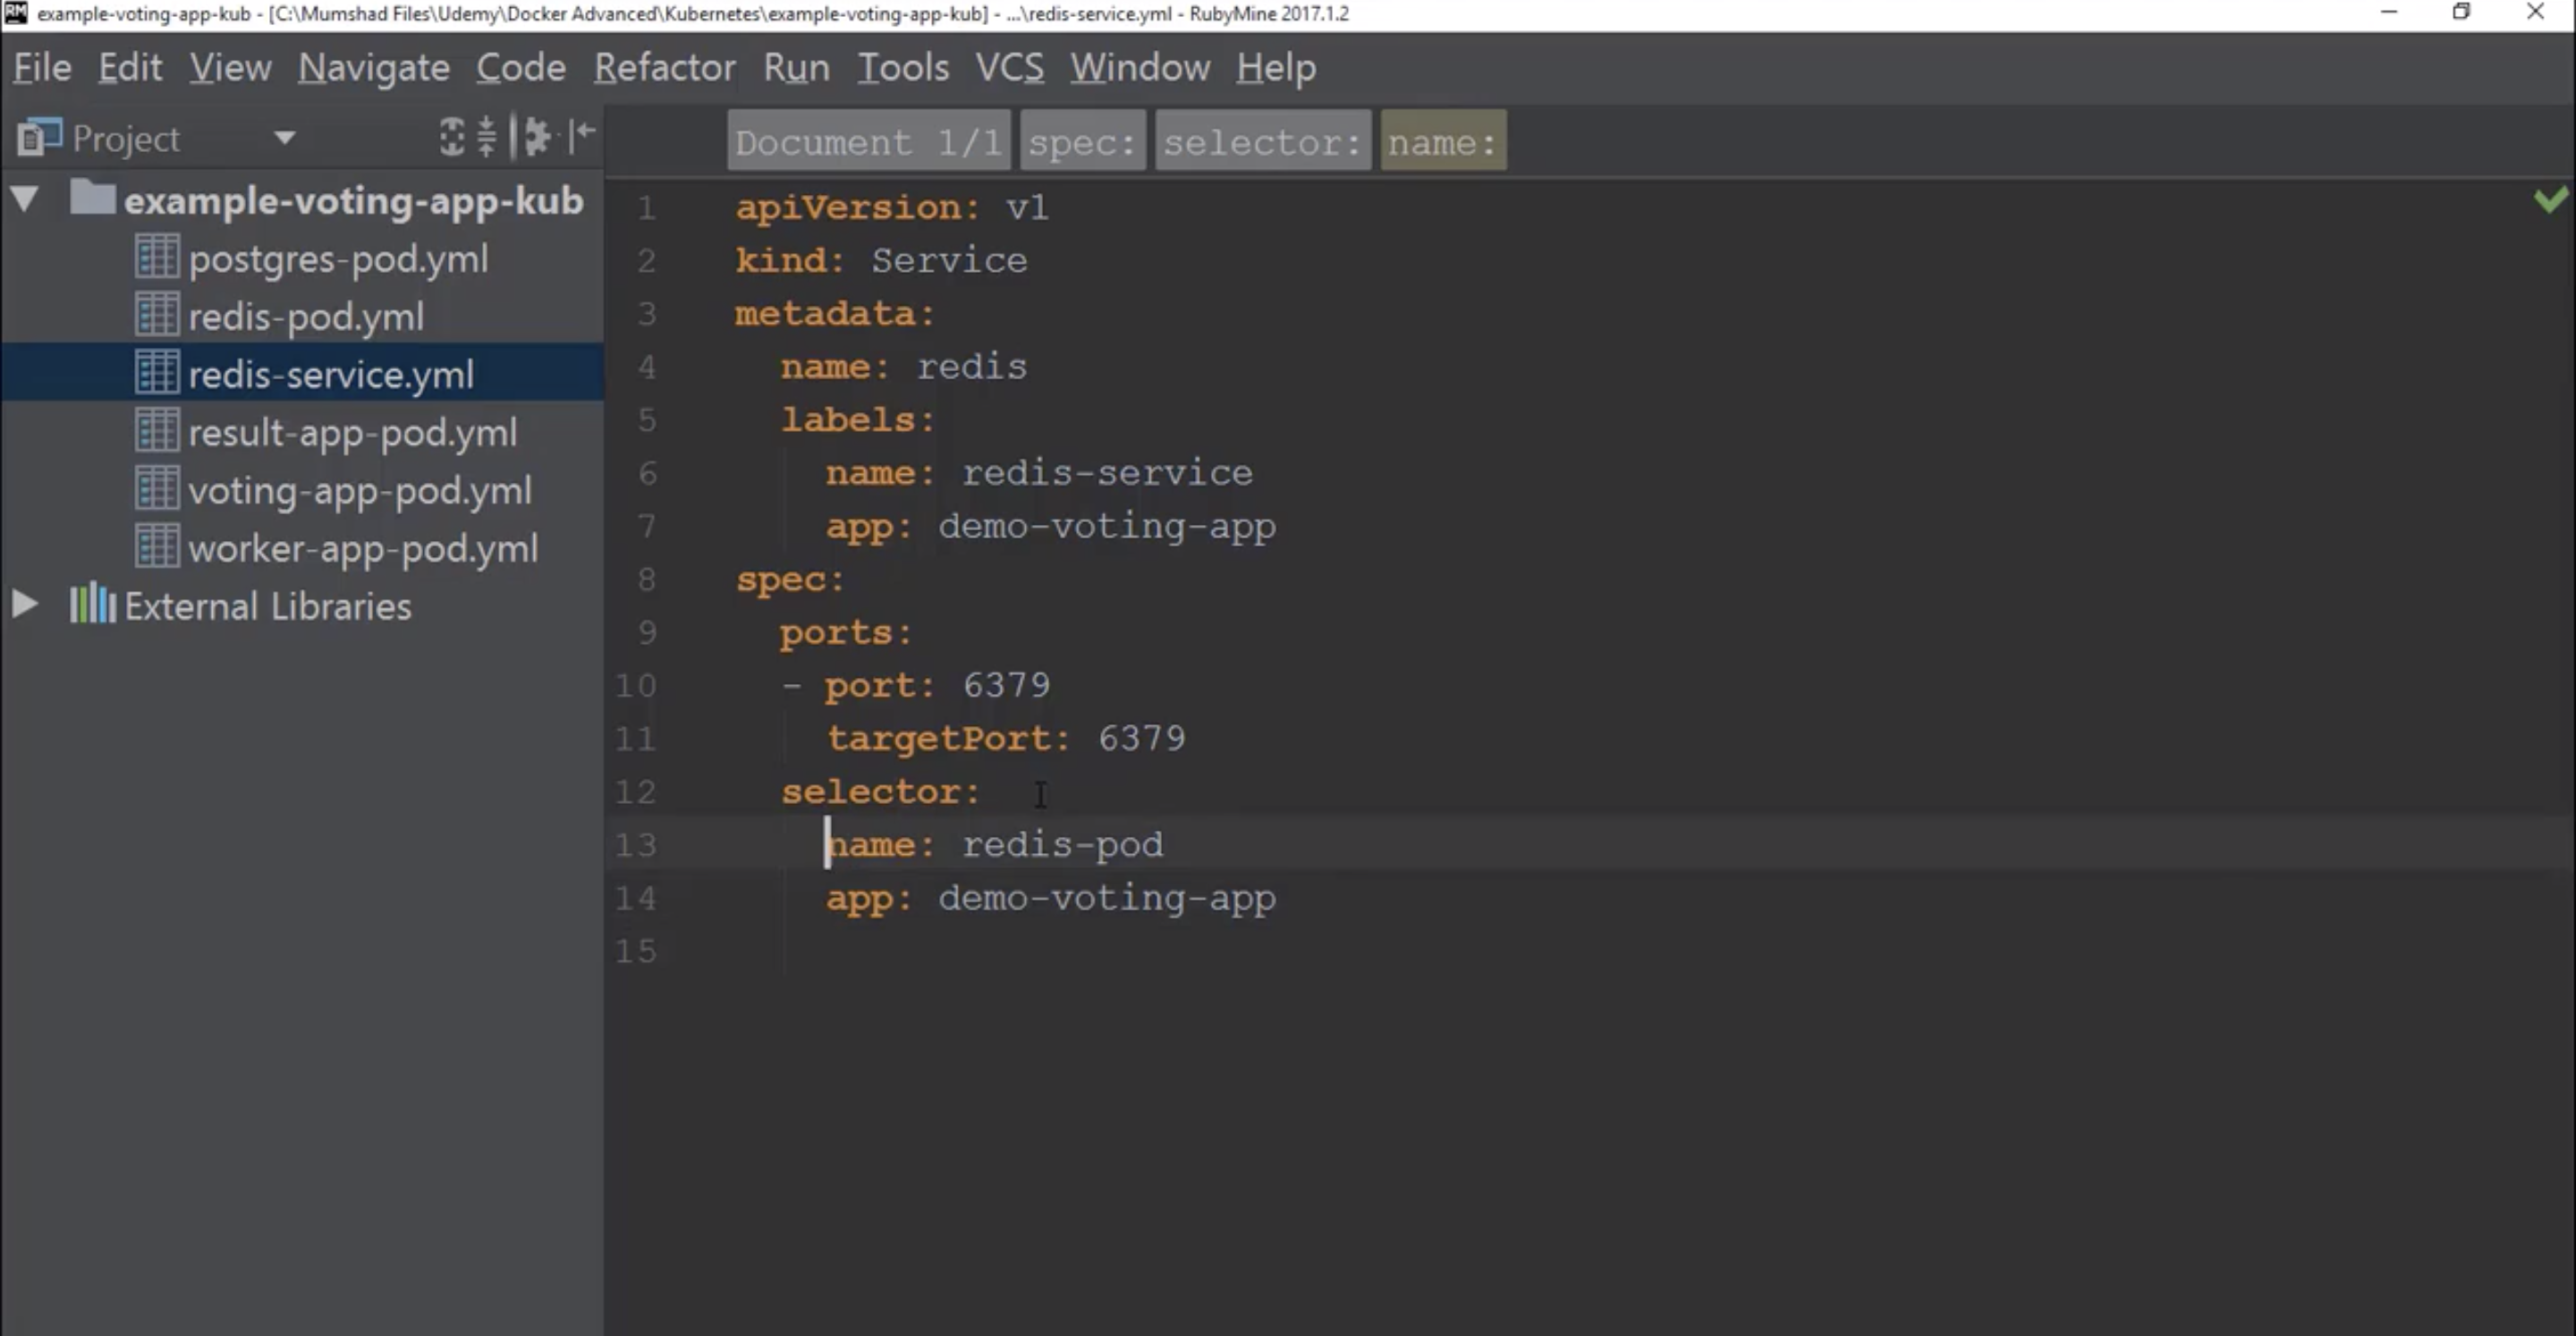 example-voting-app-kub - [C:\Mumshad Files\Udemy\Docker Advanced\Kubernetes\example-voting-app-kub] - ...\redis-service.yml - RubyMine 2017.1.2
File Edit View Navigate Code Refactor Run Tools VCS Window Help
Project
Document 1/1 spec: selector: name:
example-voting-app-kub
postgres-pod.yml
redis-pod.yml
redis-service.yml
result-app-pod.yml
voting-app-pod.yml
worker-app-pod.yml
External Libraries
1 apiVersion: v1
2 kind: Service
3 metadata:
4   name: redis
5   labels:
6     name: redis-service
7     app: demo-voting-app
8 spec:
9   ports:
10   - port: 6379
11     targetPort: 6379
12   selector:
13     name: redis-pod
14     app: demo-voting-app
15